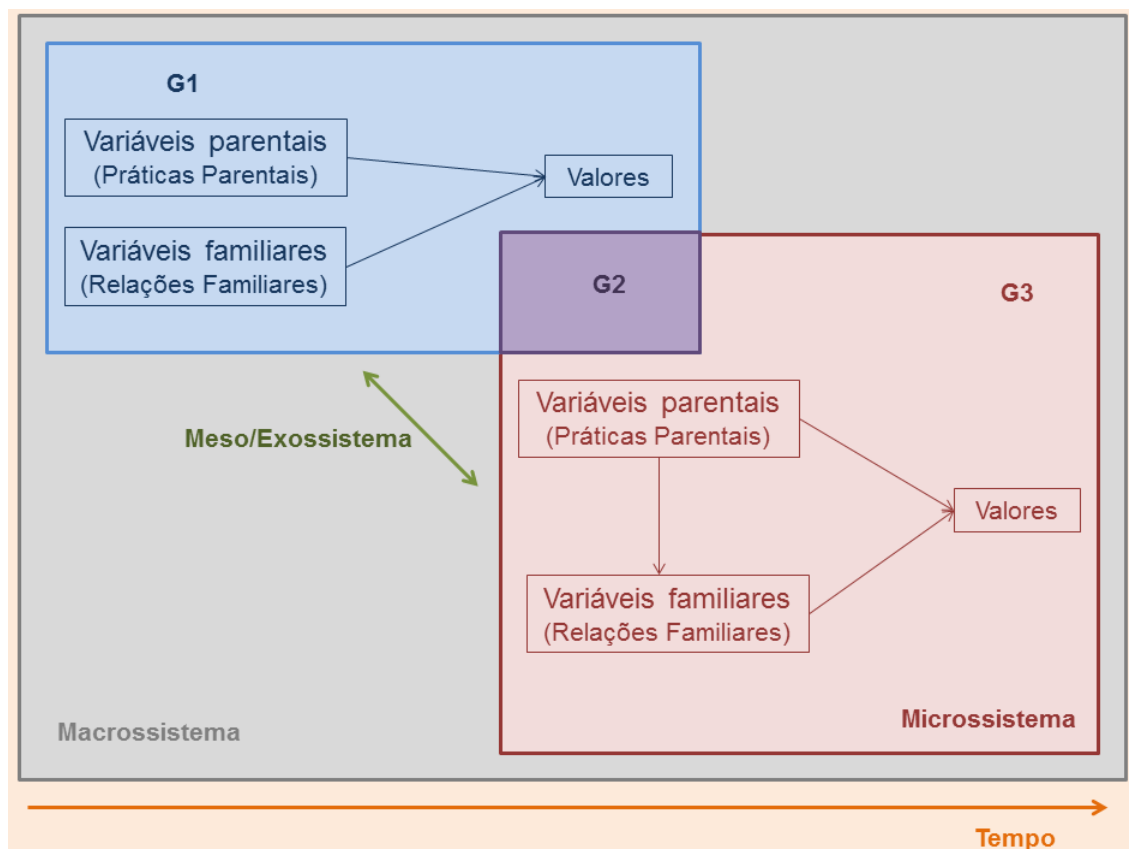 G1
Variáveis parentais
(Práticas Parentais)
Valores
Variáveis familiares
(Relações Familiares)
G2
G3
Variáveis parentais
(Práticas Parentais)
Meso/Exossistema
Valores
Variáveis familiares
(Relações Familiares)
Microssistema
Macrossistema
Tempo